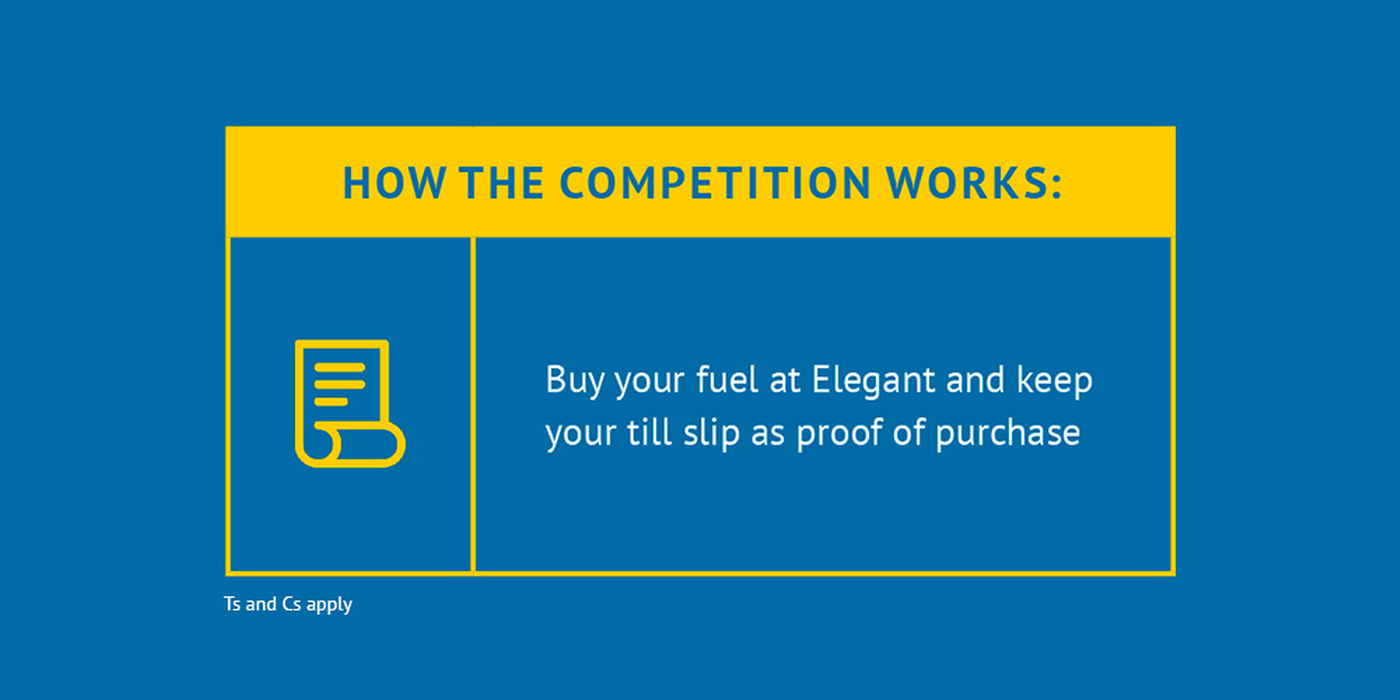 HOW THE COMPETITION WORKS:
Buy your fuel at Elegant and keep
your till slip as proof of purchase
Ts and Cs apply